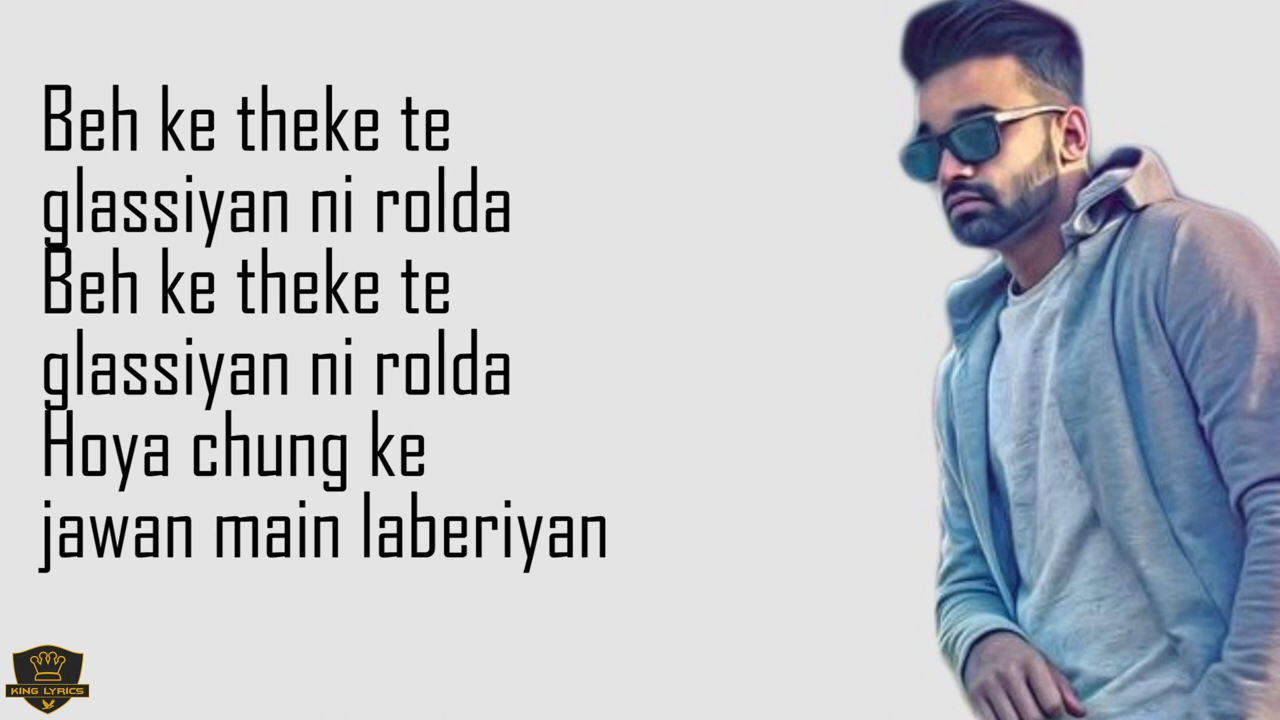 Beh ke theke te
glassiyan ni rolda
Beh ke theke te
glassiyan ni rolda
Hoya chung ke
jawan main laberiyan
KING LYRICS